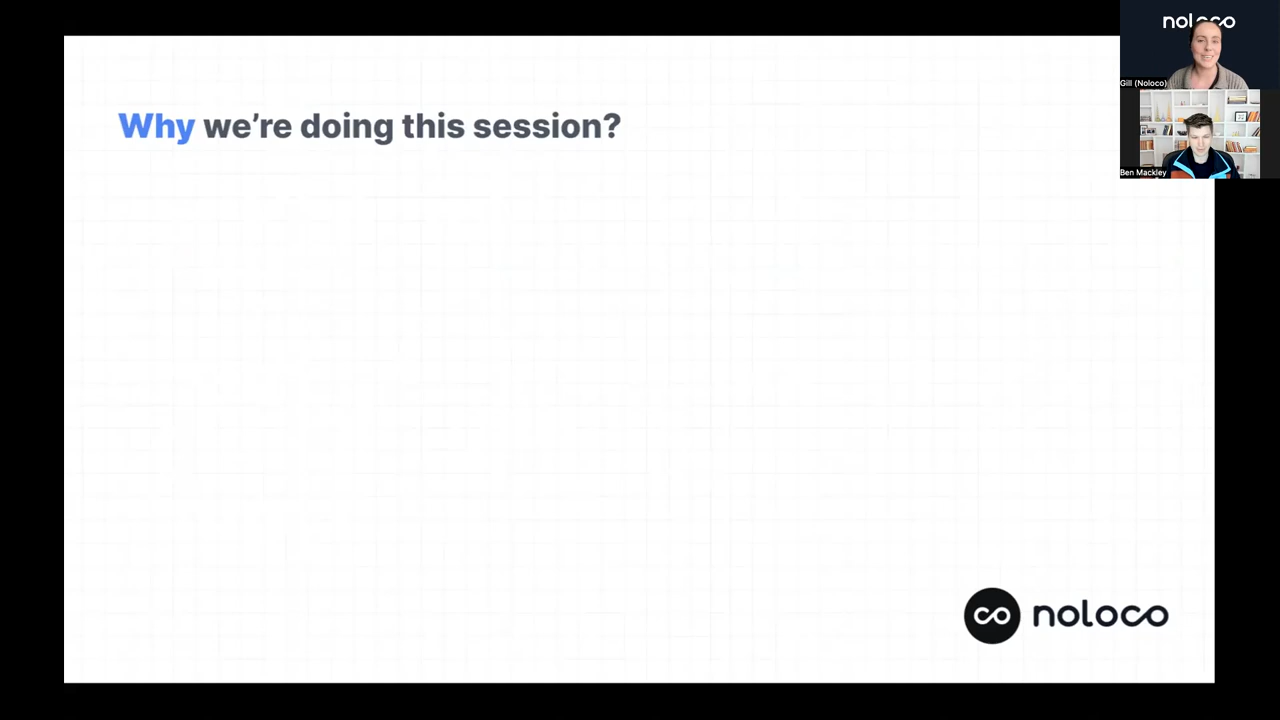 noloco
Gill (Noloco)
Why we're doing this session?
Ben Mackley
noloco